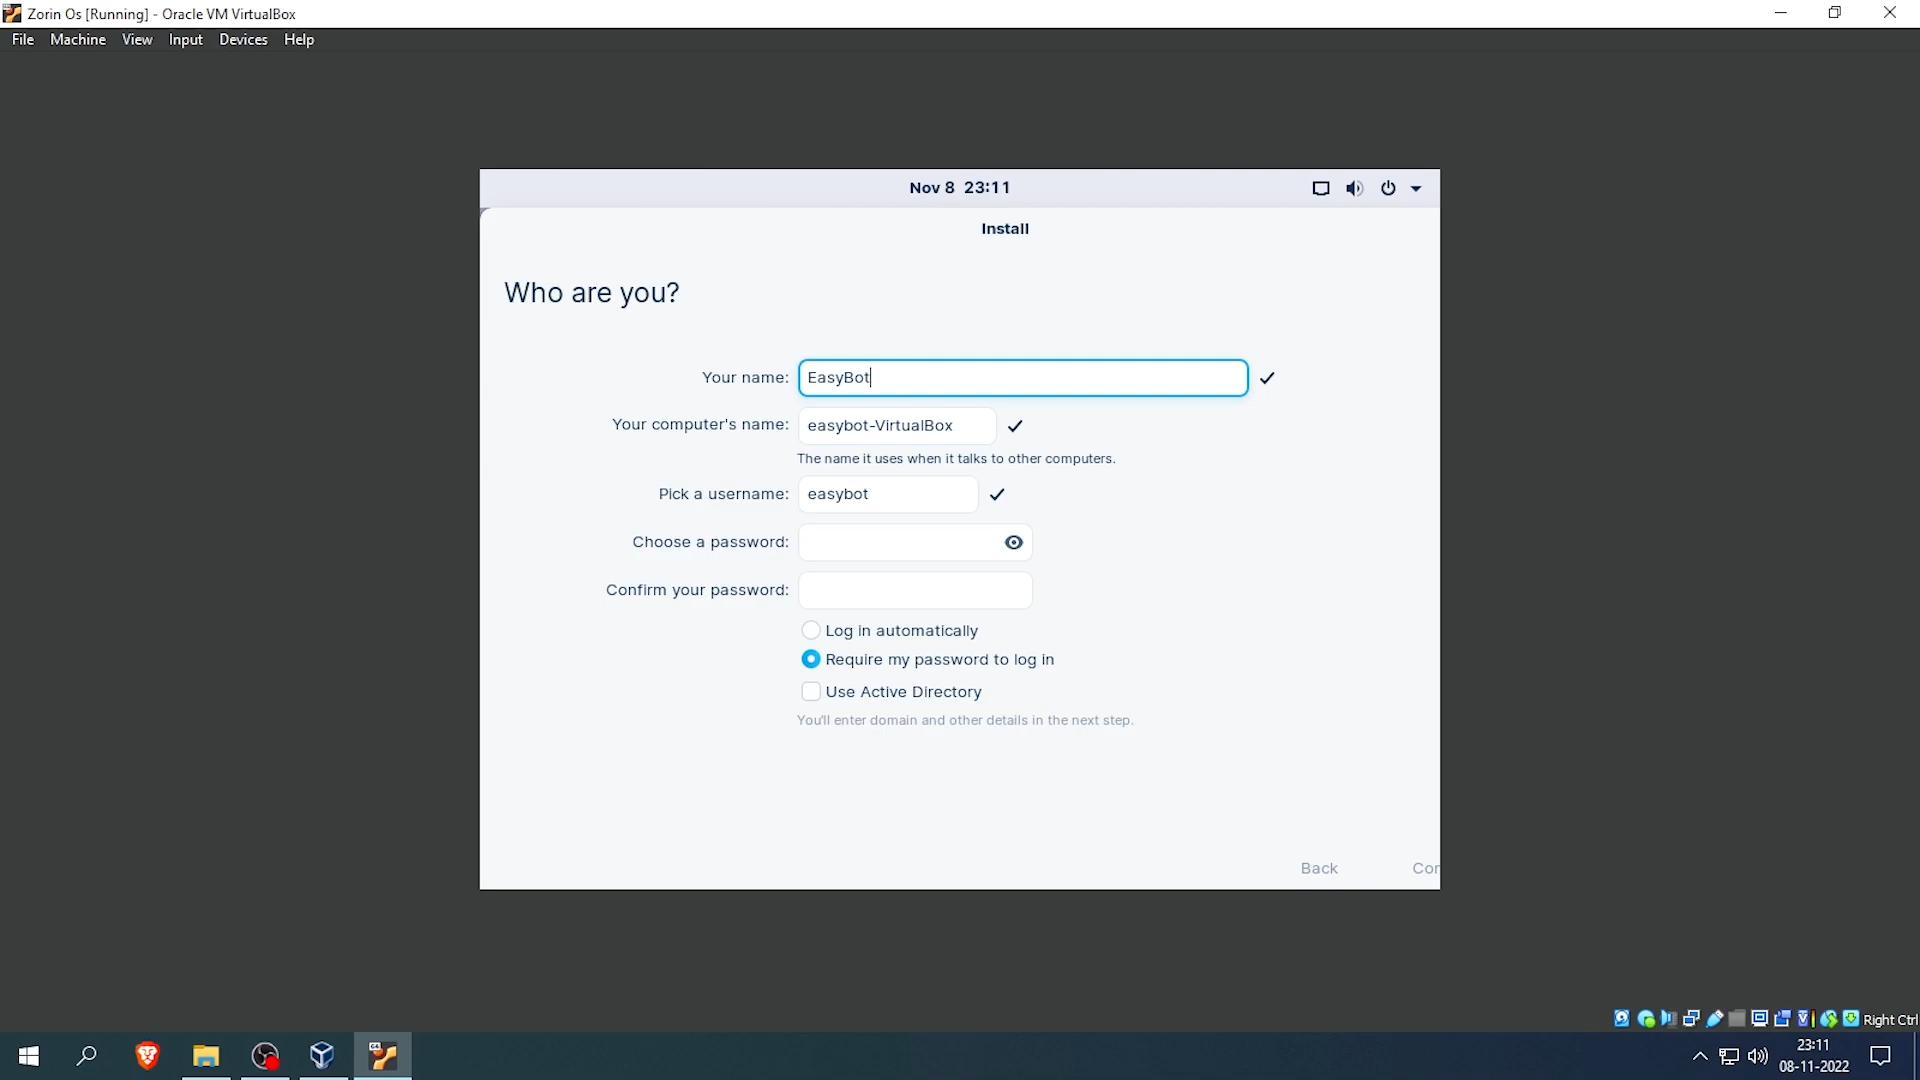 Zorin Os [Running] - Oracle VM VirtualBox
File Machine View Input Devices Help
Nov 8 23:11
Install
Who are you?
Your name: EasyBot
Your computer's name: easybot-VirtualBox
The name it uses when it talks to other computers.
Pick a username: easybot
Choose a password:
Confirm your password:
Log in automatically
Require my password to log in
Use Active Directory
You'll enter domain and other details in the next step.
Back Cor
Right Ctrl
23:11
08-11-2022